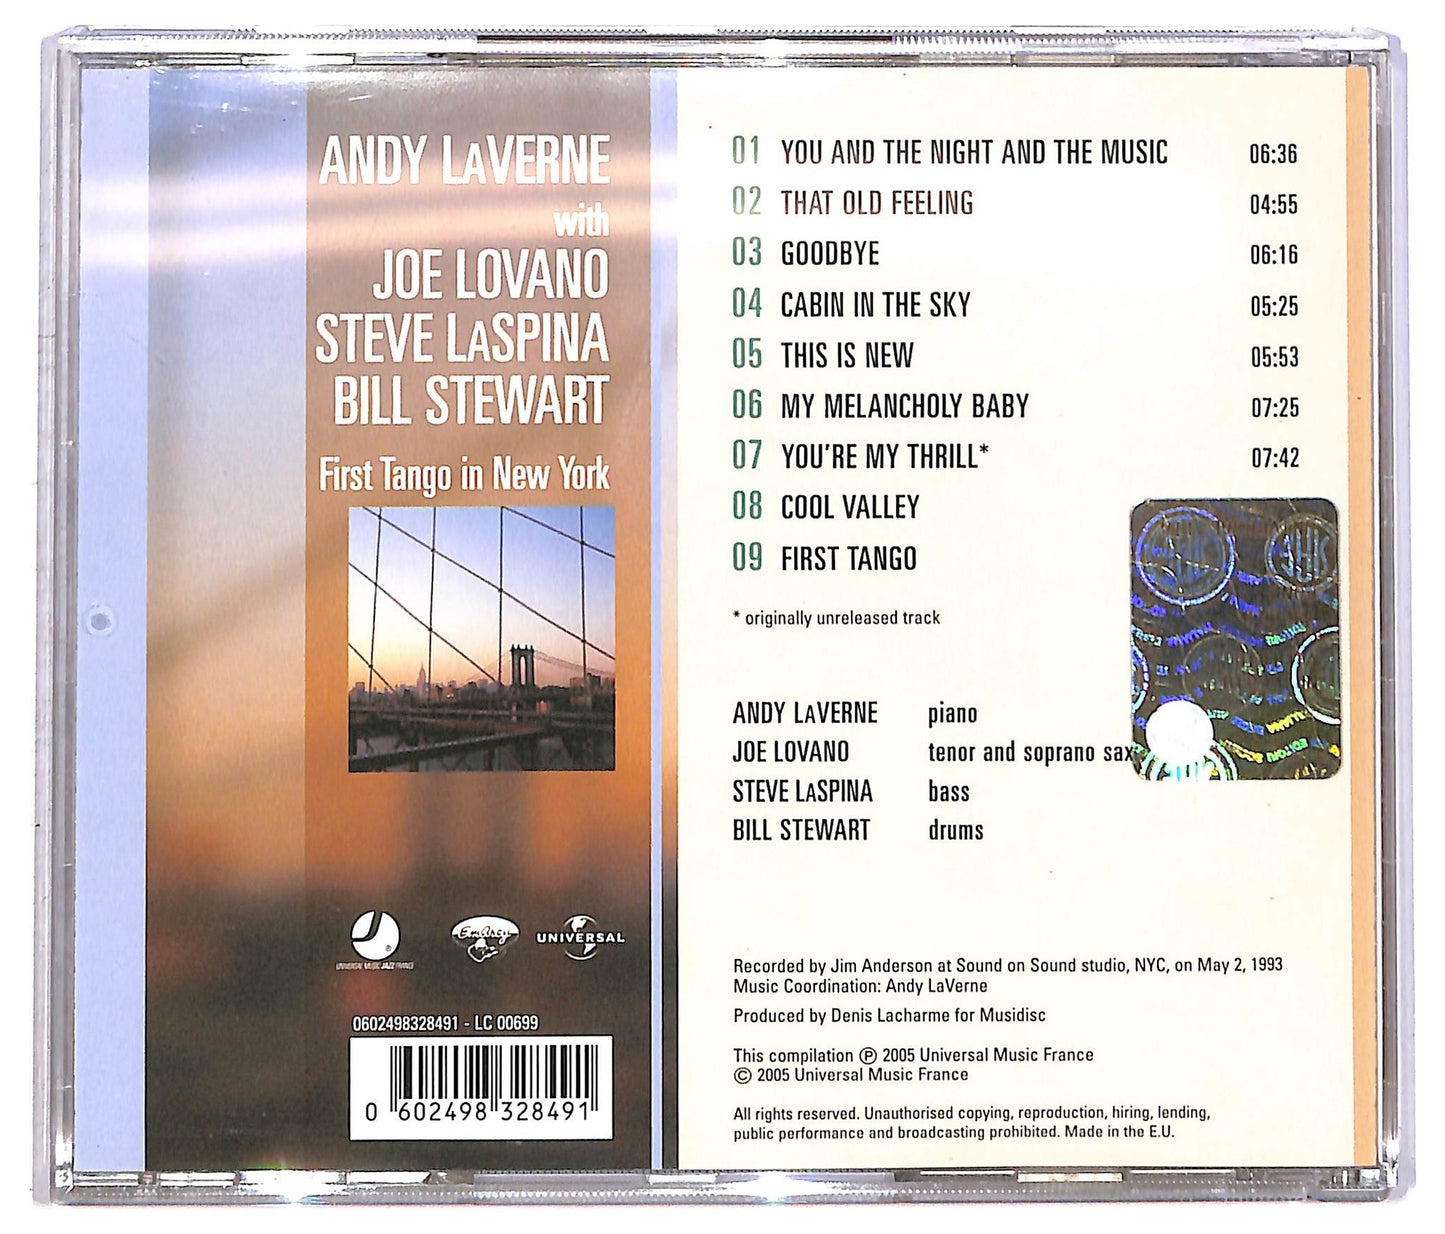 ANDY LAVERNE
with
JOE LOVANO
STEVE LASPINA
BILL STEWART
First Tango in New York
UNIVERSAL MUSIC JAZZ FRANCE
EmArcy
UNIVERSAL
0602498328491 - LC 00699
0 602498 328491
01 YOU AND THE NIGHT AND THE MUSIC 06:36
02 THAT OLD FEELING 04:55
03 GOODBYE 06:16
04 CABIN IN THE SKY 05:25
05 THIS IS NEW 05:53
06 MY MELANCHOLY BABY 07:25
07 YOU'RE MY THRILL* 07:42
08 COOL VALLEY
09 FIRST TANGO
* originally unreleased track
ANDY LAVERNE piano
JOE LOVANO tenor and soprano sax
STEVE LASPINA bass
BILL STEWART drums
Recorded by Jim Anderson at Sound on Sound studio, NYC, on May 2, 1993
Music Coordination: Andy LaVerne
Produced by Denis Lacharme for Musidisc
This compilation ℗ 2005 Universal Music France
© 2005 Universal Music France
All rights reserved. Unauthorised copying, reproduction, hiring, lending,
public performance and broadcasting prohibited. Made in the E.U.